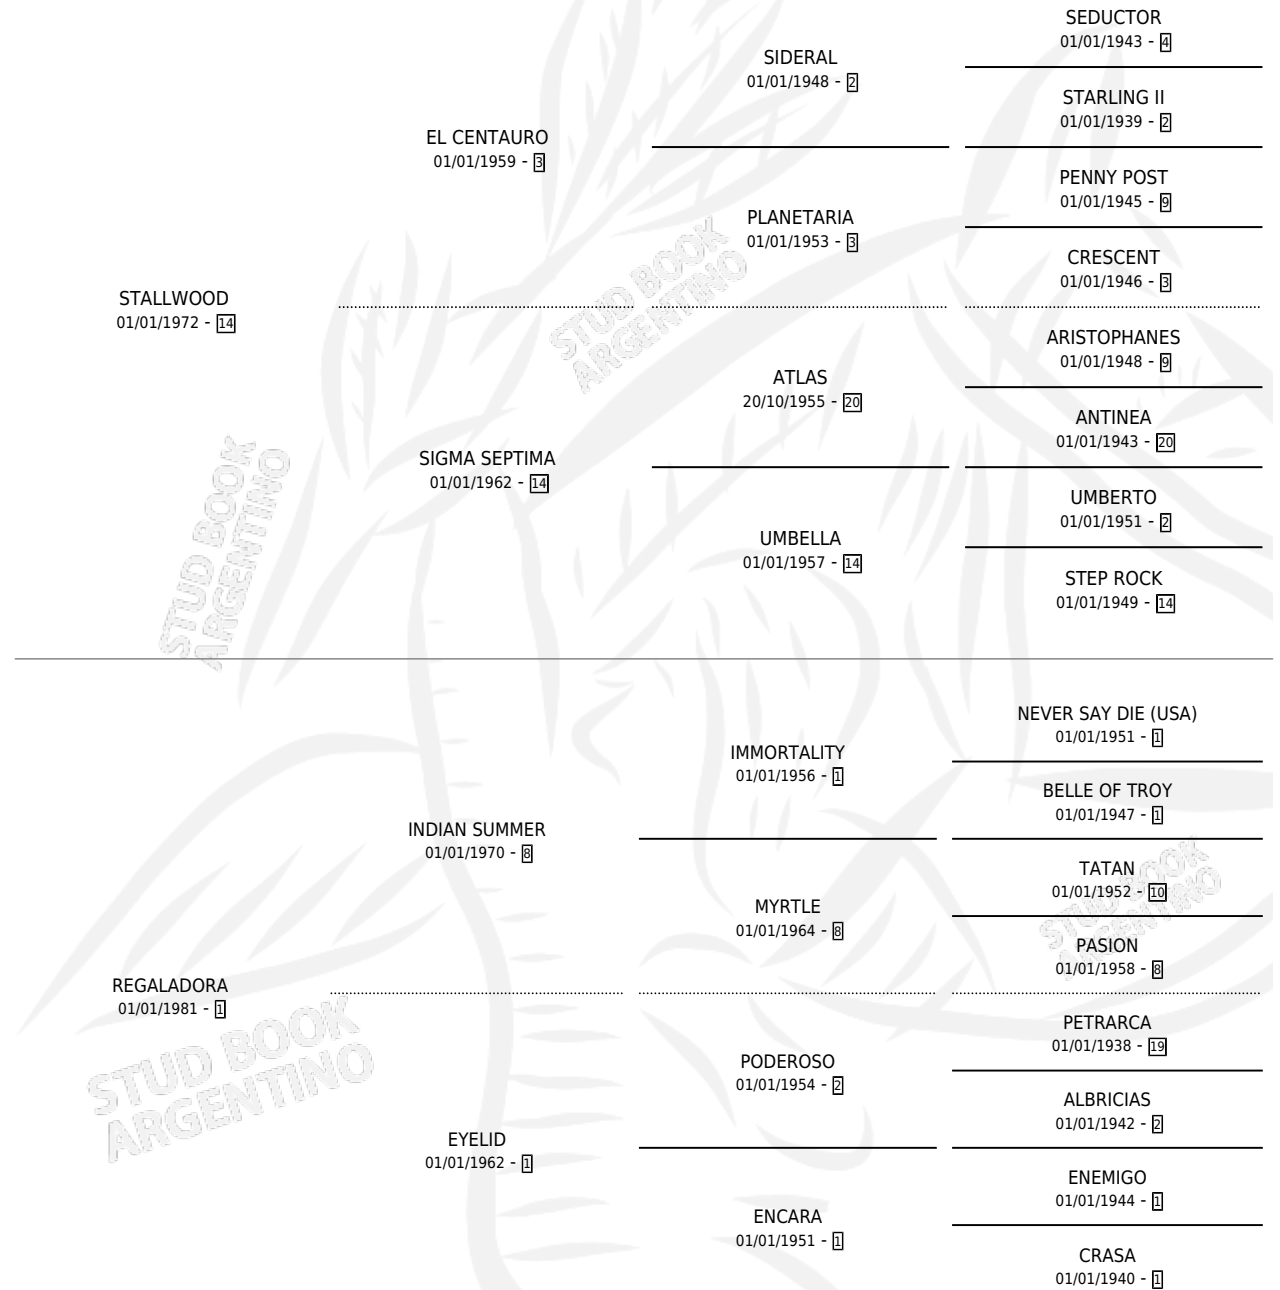 SEDUCTOR
01/01/1943 - 4
SIDERAL
01/01/1948 - 2
STARLING II
01/01/1939 - 2
EL CENTAURO
01/01/1959 - 3
PENNY POST
01/01/1945 - 9
PLANETARIA
01/01/1953 - 3
CRESCENT
01/01/1946 - 3
STALLWOOD
01/01/1972 - 14
STUD BOOK
ARGENTINO
ARISTOPHANES
01/01/1948 - 9
ATLAS
20/10/1955 - 20
ANTINEA
01/01/1943 - 20
SIGMA SEPTIMA
01/01/1962 - 14
UMBERTO
01/01/1951 - 2
UMBELLA
01/01/1957 - 14
STEP ROCK
01/01/1949 - 14
STUD BOOK
ARGENTINO
NEVER SAY DIE (USA)
01/01/1951 - 1
IMMORTALITY
01/01/1956 - 1
BELLE OF TROY
01/01/1947 - 1
INDIAN SUMMER
01/01/1970 - 8
TATAN
01/01/1952 - 10
MYRTLE
01/01/1964 - 8
PASION
01/01/1958 - 8
STUD BOOK
ARGENTINO
REGALADORA
01/01/1981 - 1
STUD BOOK
ARGENTINO
PETRARCA
01/01/1938 - 19
PODEROSO
01/01/1954 - 2
ALBRICIAS
01/01/1942 - 2
EYELID
01/01/1962 - 1
ENEMIGO
01/01/1944 - 1
ENCARA
01/01/1951 - 1
CRASA
01/01/1940 - 1